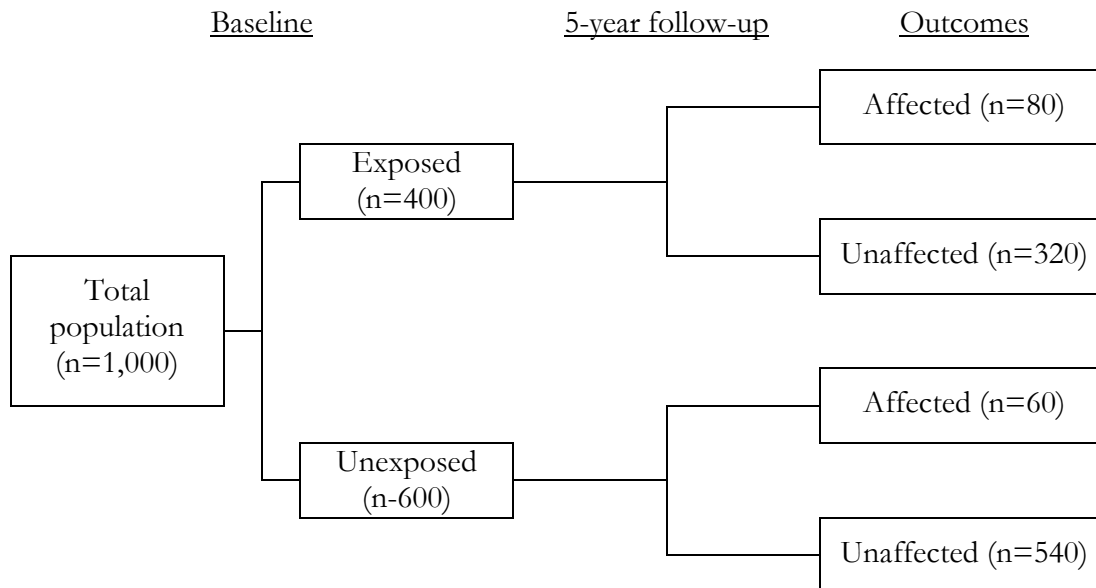 Baseline
5-year follow-up
Outcomes
Total
population
(n=1,000)
Exposed
(n=400)
Unexposed
(n-600)
Affected (n=80)
Unaffected (n=320)
Affected (n=60)
Unaffected (n=540)